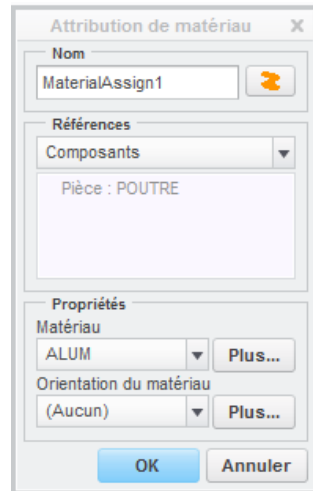 Attribution de matériau
Nom
MaterialAssign1
Références
Composants
Pièce : POUTRE
Propriétés
Matériau
ALUM
Plus...
Orientation du matériau
(Aucun)
Plus...
OK
Annuler